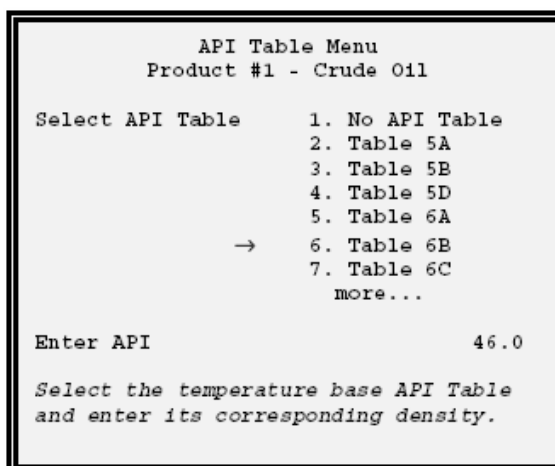 API Table Menu
Product #1 - Crude Oil
Select API Table 1. No API Table
2. Table 5A
3. Table 5B
4. Table 5D
5. Table 6A
→ 6. Table 6B
7. Table 6C
more...
Enter API 46.0
Select the temperature base API Table
and enter its corresponding density.